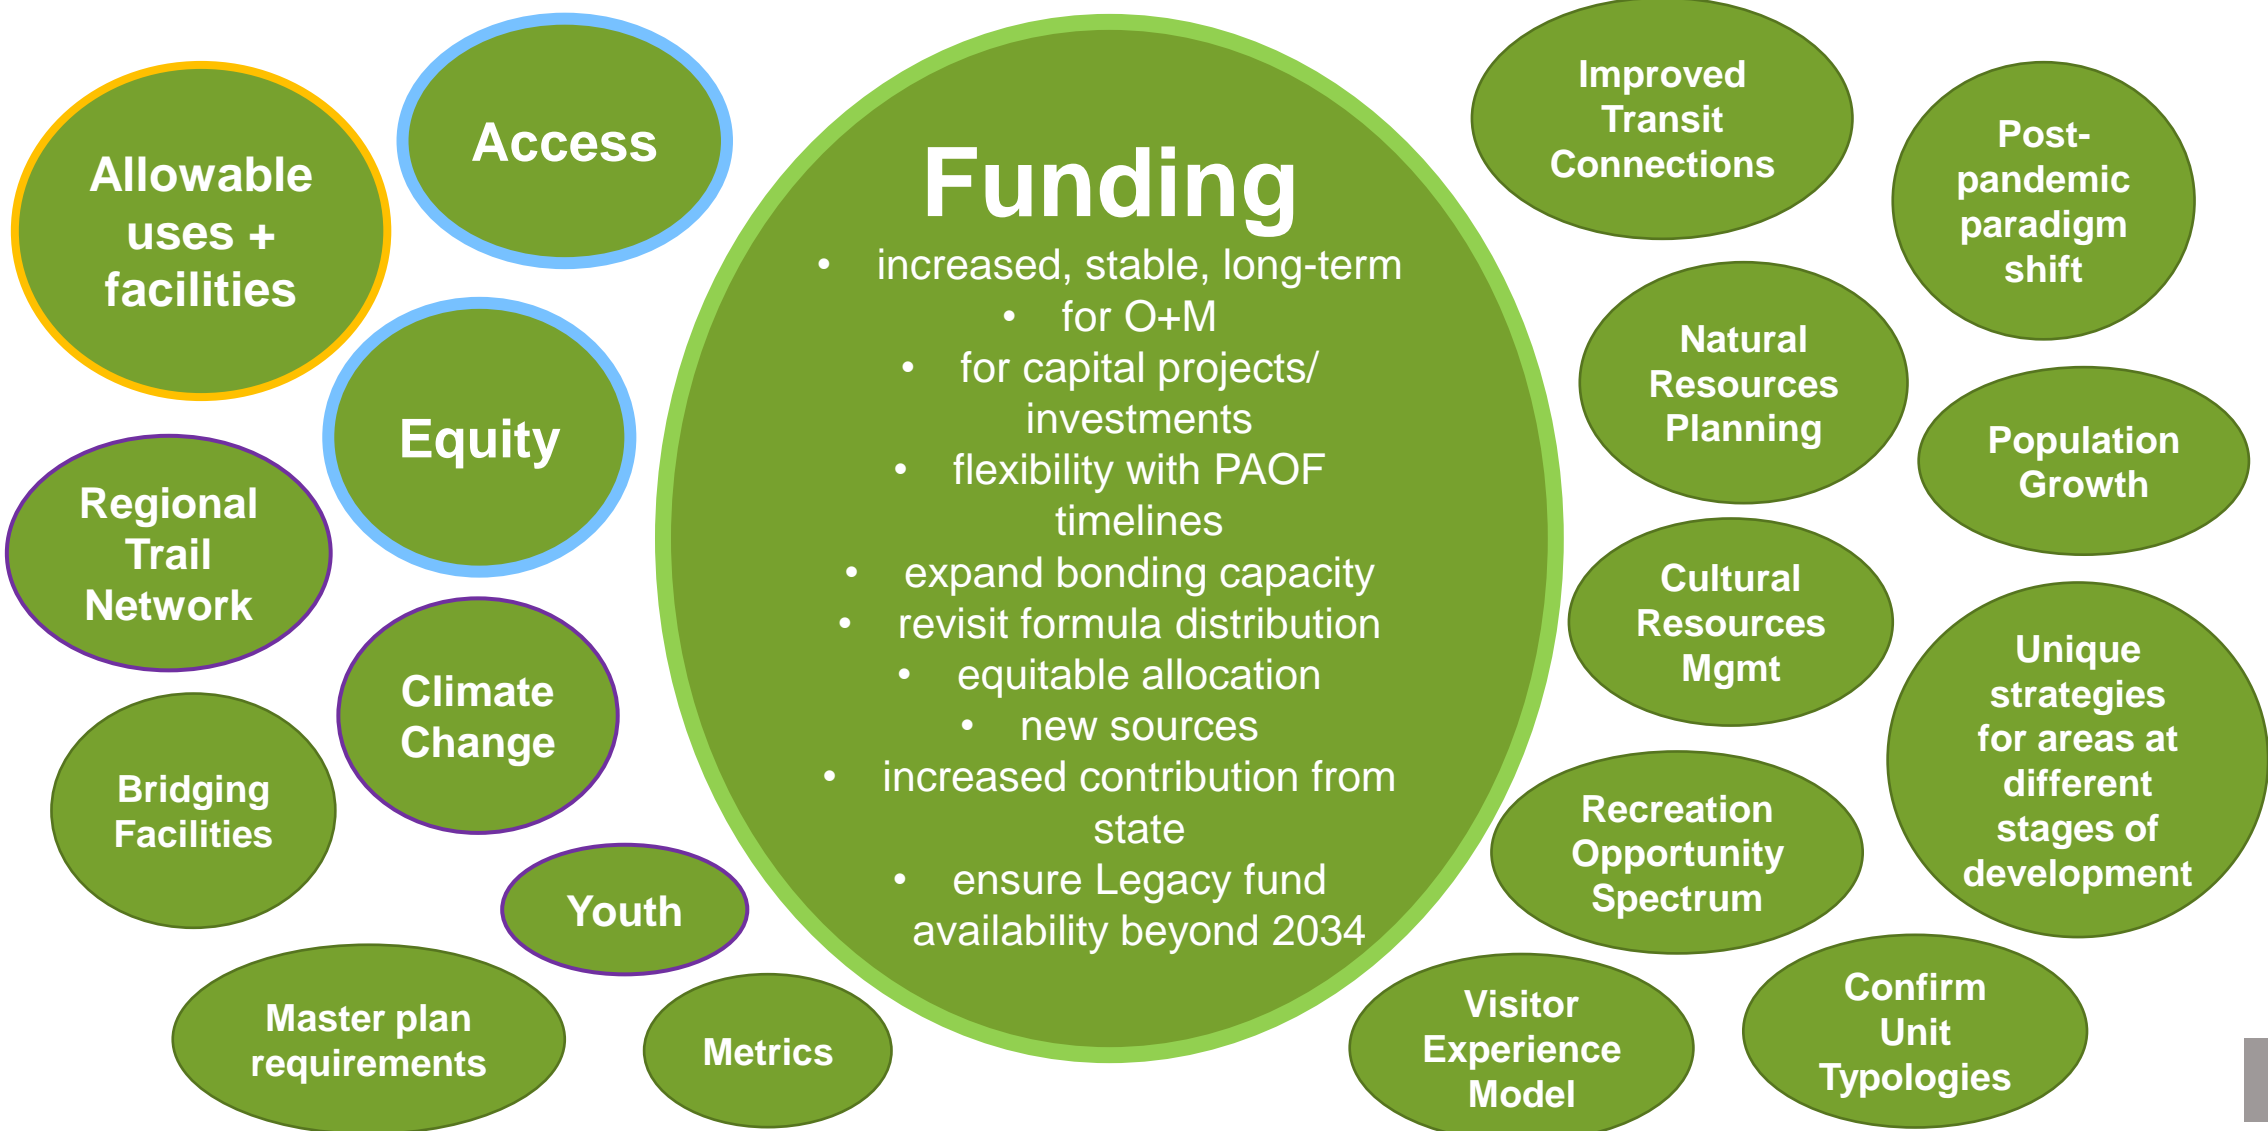 Allowable
uses +
facilities
Access
Equity
Regional
Trail
Network
Climate
Change
Bridging
Facilities
Youth
Master plan
requirements
Metrics
Funding
• increased, stable, long-term
• for O+M
• for capital projects/
investments
• flexibility with PAOF
timelines
• expand bonding capacity
• revisit formula distribution
• equitable allocation
• new sources
• increased contribution from
state
• ensure Legacy fund
availability beyond 2034
Improved
Transit
Connections
Post-
pandemic
paradigm
shift
Natural
Resources
Planning
Population
Growth
Cultural
Resources
Mgmt
Unique
strategies
for areas at
different
stages of
development
Recreation
Opportunity
Spectrum
Visitor
Experience
Model
Confirm
Unit
Typologies